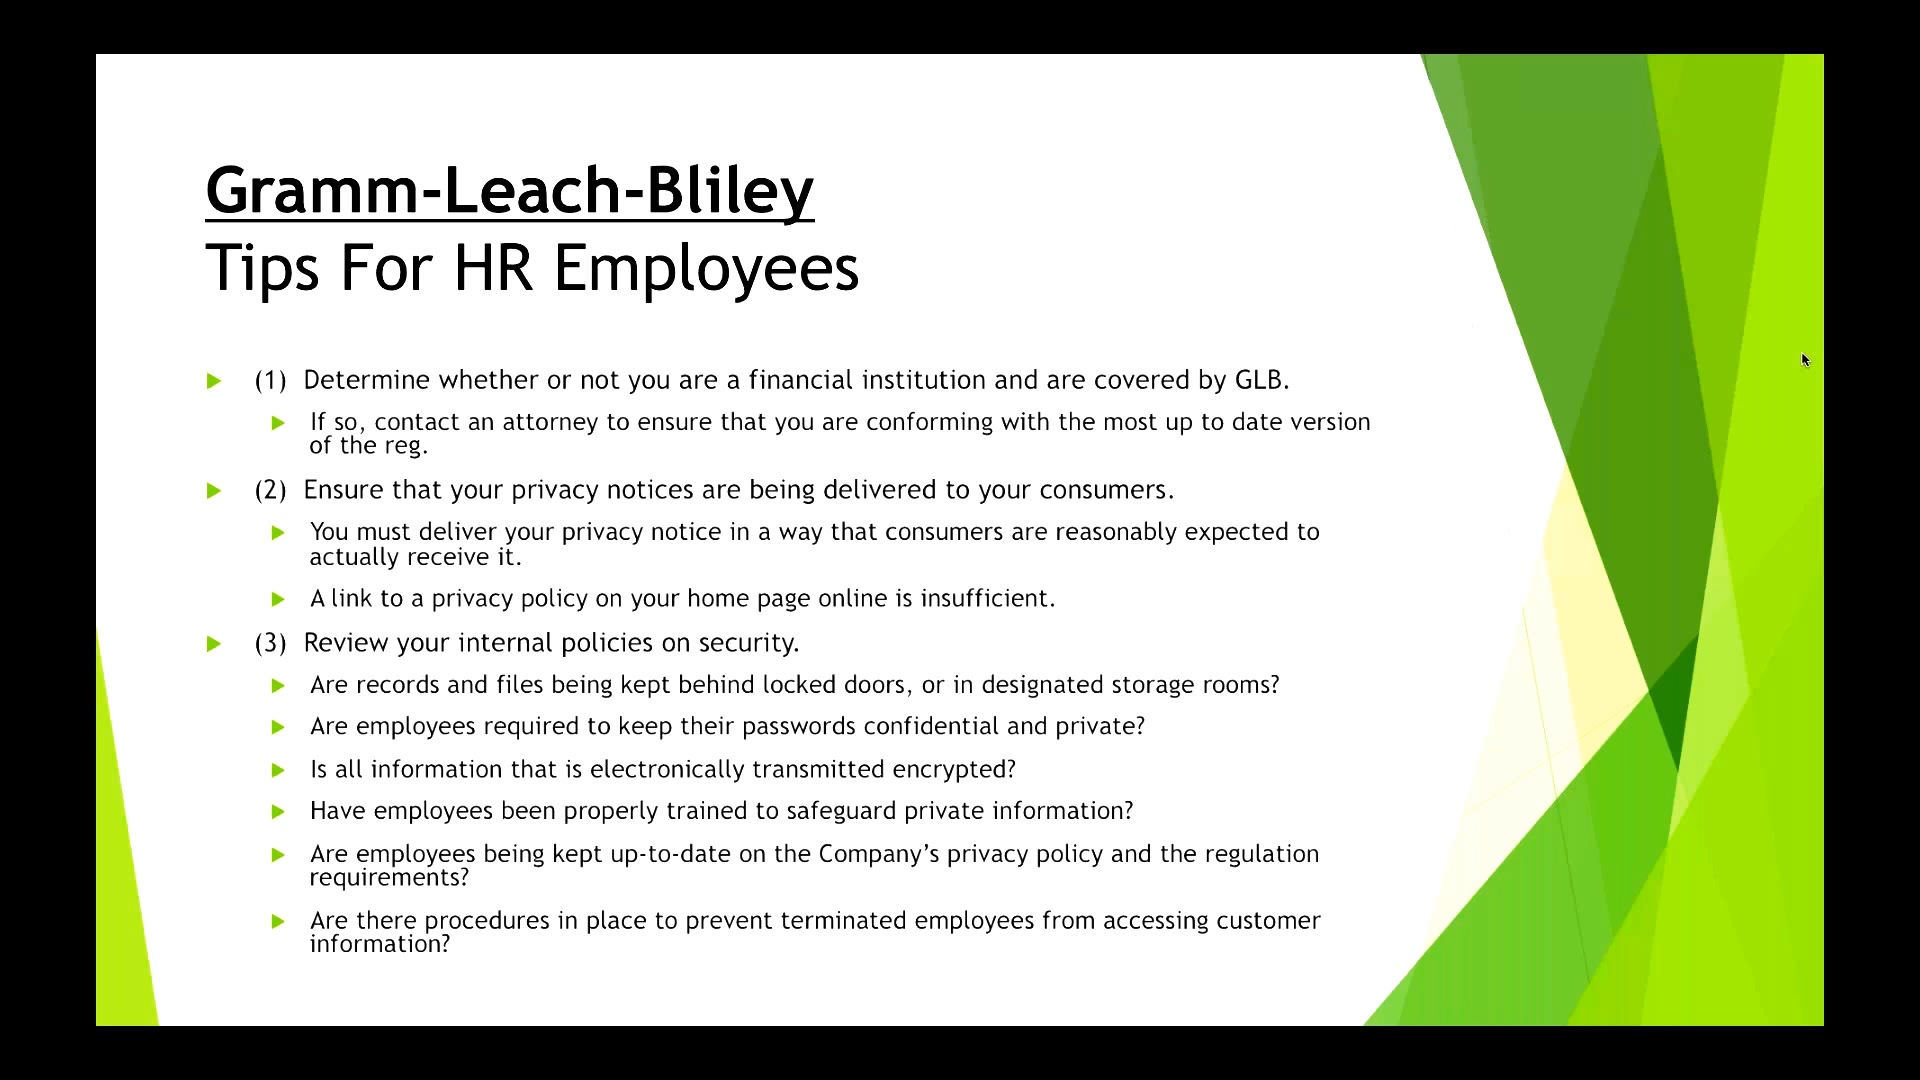 Gramm-Leach-Bliley
Tips For HR Employees
(1) Determine whether or not you are a financial institution and are covered by GLB.
If so, contact an attorney to ensure that you are conforming with the most up to date version
of the reg.
(2) Ensure that your privacy notices are being delivered to your consumers.
You must deliver your privacy notice in a way that consumers are reasonably expected to
actually receive it.
A link to a privacy policy on your home page online is insufficient.
(3) Review your internal policies on security.
Are records and files being kept behind locked doors, or in designated storage rooms?
Are employees required to keep their passwords confidential and private?
Is all information that is electronically transmitted encrypted?
Have employees been properly trained to safeguard private information?
Are employees being kept up-to-date on the Company’s privacy policy and the regulation
requirements?
Are there procedures in place to prevent terminated employees from accessing customer
information?